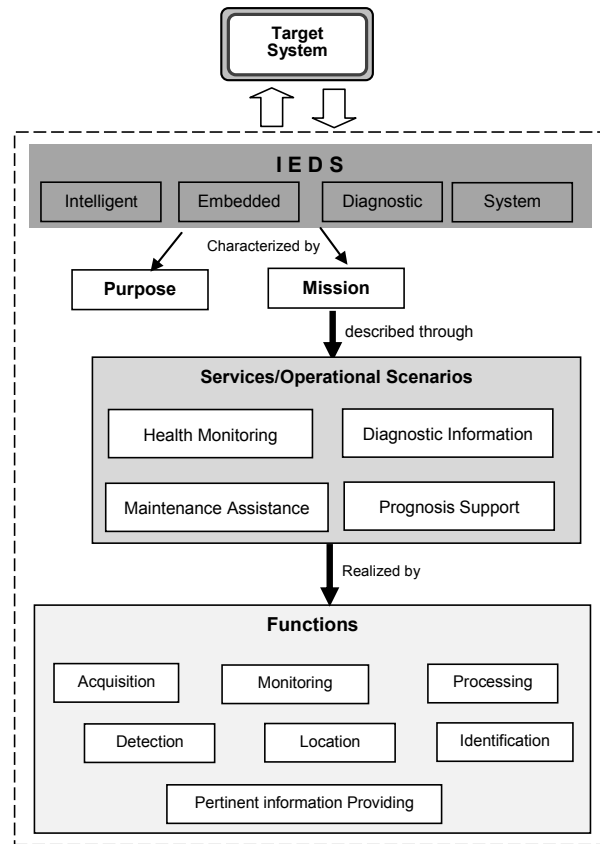 Target
System
I E D S
Intelligent Embedded Diagnostic System
Characterized by
Purpose Mission
described through
Services/Operational Scenarios
Health Monitoring Diagnostic Information
Maintenance Assistance Prognosis Support
Realized by
Functions
Acquisition Monitoring Processing
Detection Location Identification
Pertinent information Providing